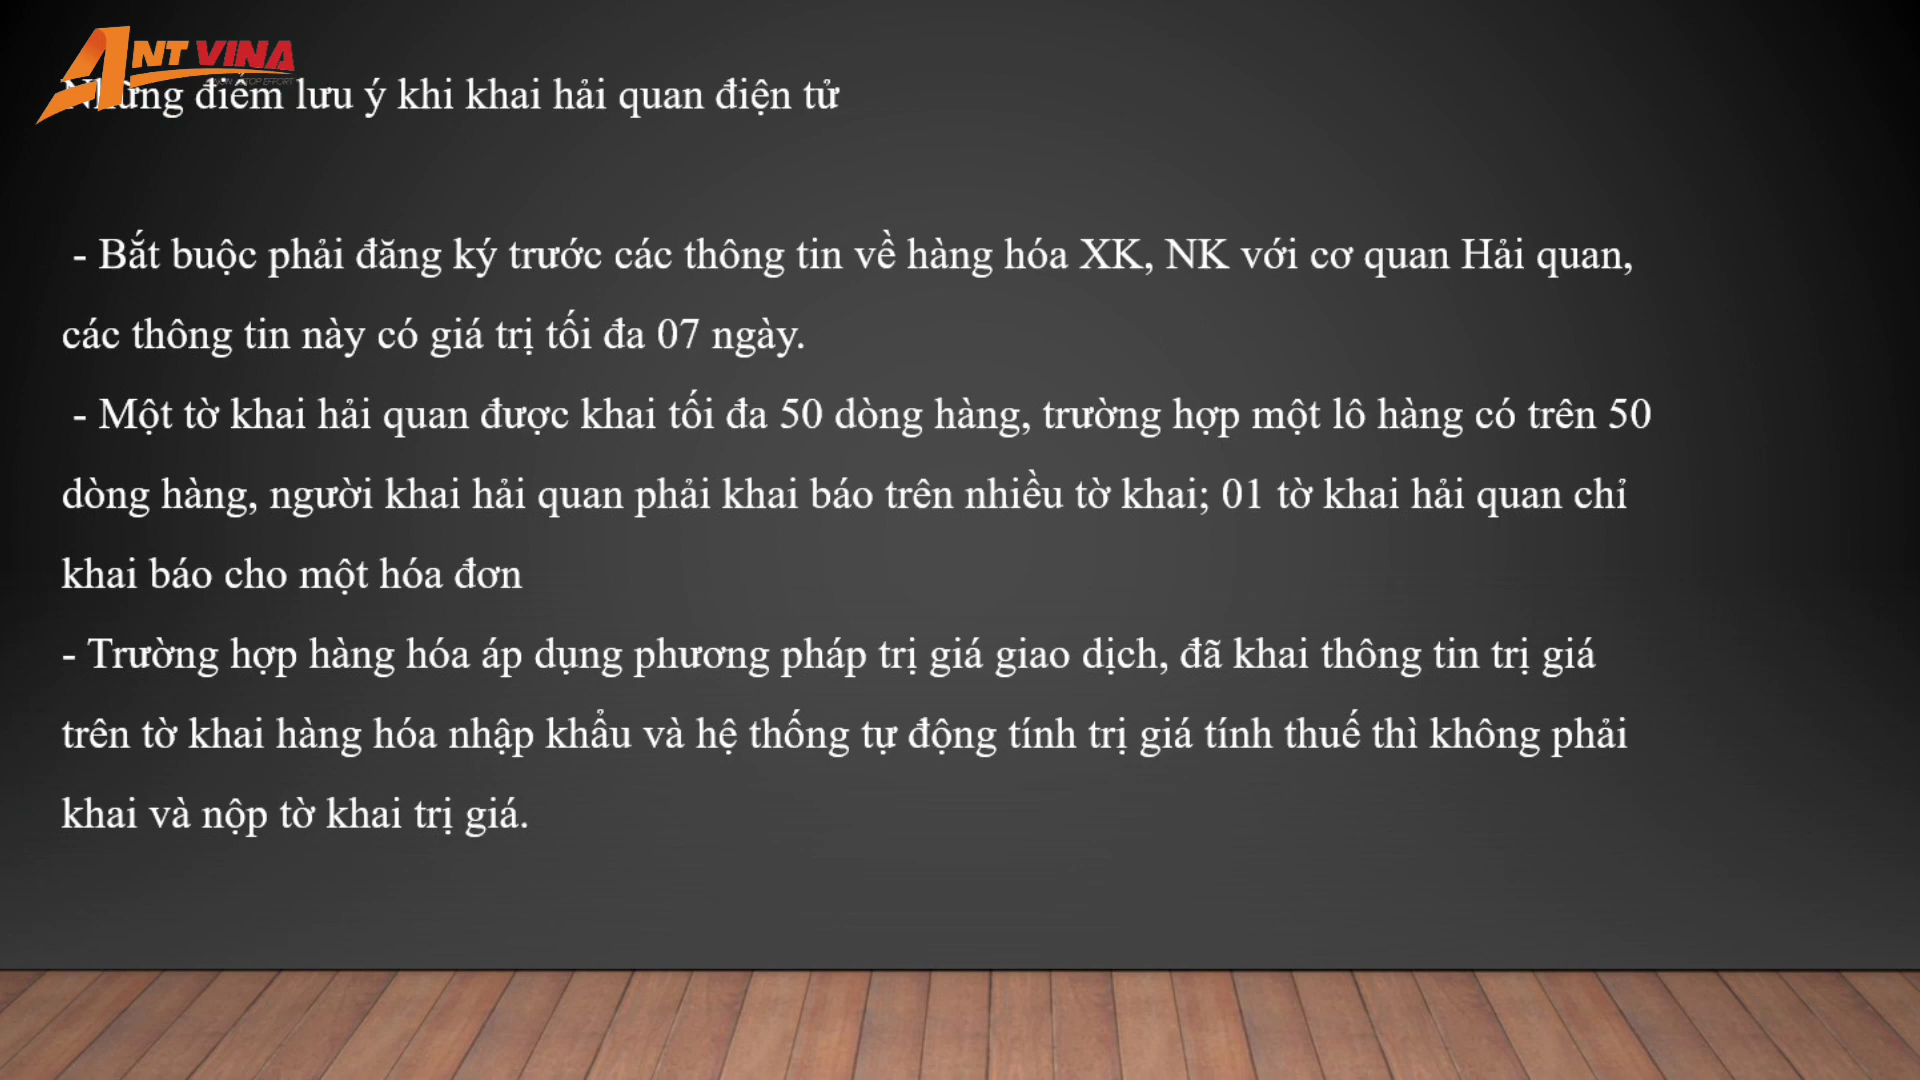 ANT VINA
Những điểm lưu ý khi khai hải quan điện tử
- Bắt buộc phải đăng ký trước các thông tin về hàng hóa XK, NK với cơ quan Hải quan,
các thông tin này có giá trị tối đa 07 ngày.
- Một tờ khai hải quan được khai tối đa 50 dòng hàng, trường hợp một lô hàng có trên 50
dòng hàng, người khai hải quan phải khai báo trên nhiều tờ khai; 01 tờ khai hải quan chỉ
khai báo cho một hóa đơn
- Trường hợp hàng hóa áp dụng phương pháp trị giá giao dịch, đã khai thông tin trị giá
trên tờ khai hàng hóa nhập khẩu và hệ thống tự động tính trị giá tính thuế thì không phải
khai và nộp tờ khai trị giá.